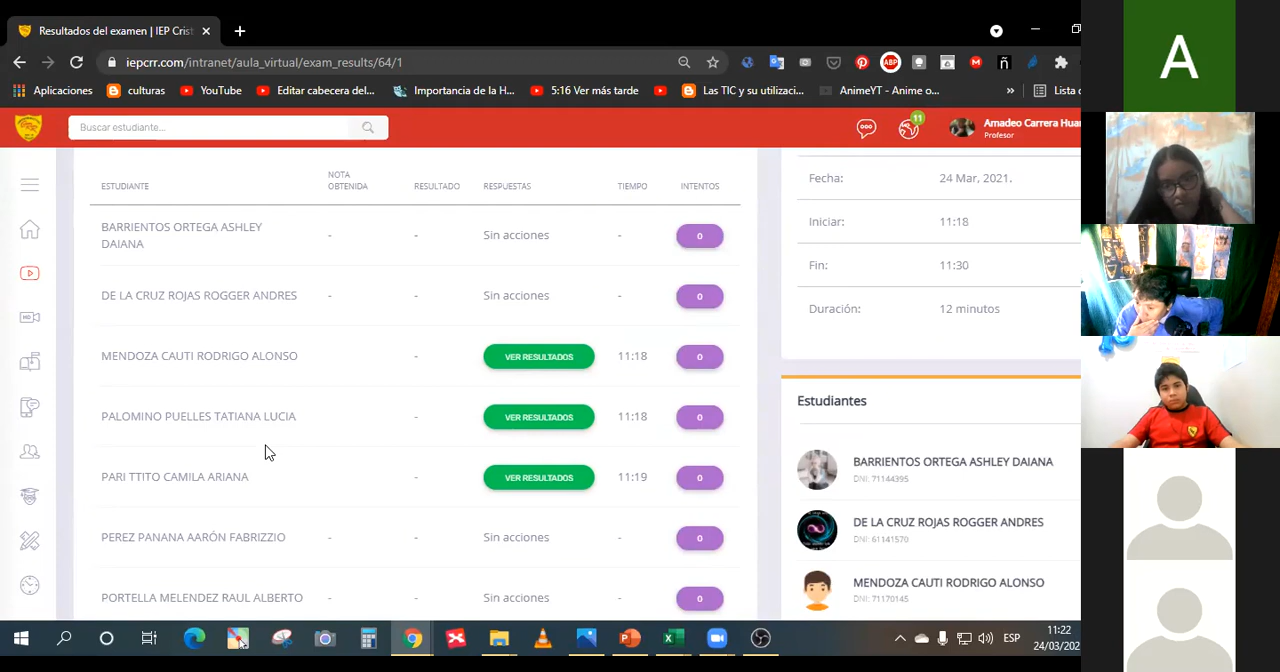 Resultados del examen | IEP Crist
iepcrr.com/intranet/aula_virtual/exam_results/64/1
ABP
M
ñ
Aplicaciones
culturas
YouTube
Editar cabecera del...
Importancia de la H...
5:16 Ver más tarde
Las TIC y su utilizaci...
AnimeYT - Anime o...
»
Buscar estudiante...
11
Amadeo Carrera Huar
Profesor
ESTUDIANTE
NOTA OBTENIDA
RESULTADO
RESPUESTAS
TIEMPO
INTENTOS
BARRIENTOS ORTEGA ASHLEY - - Sin acciones - 0
DAIANA
DE LA CRUZ ROJAS ROGGER ANDRES - - Sin acciones - 0
MENDOZA CAUTI RODRIGO ALONSO - VER RESULTADOS 11:18 0
PALOMINO PUELLES TATIANA LUCIA - VER RESULTADOS 11:18 0
PARI TTITO CAMILA ARIANA - VER RESULTADOS 11:19 0
PEREZ PANANA AARÓN FABRIZZIO - - Sin acciones - 0
PORTELLA MELENDEZ RAUL ALBERTO - - Sin acciones - 0
Fecha: 24 Mar, 2021.
Iniciar: 11:18
Fin: 11:30
Duración: 12 minutos
Estudiantes
BARRIENTOS ORTEGA ASHLEY DAIANA
DNI: 71144395
DE LA CRUZ ROJAS ROGGER ANDRES
DNI: 61141570
MENDOZA CAUTI RODRIGO ALONSO
DNI: 71170145
ESP
11:22
24/03/202
A